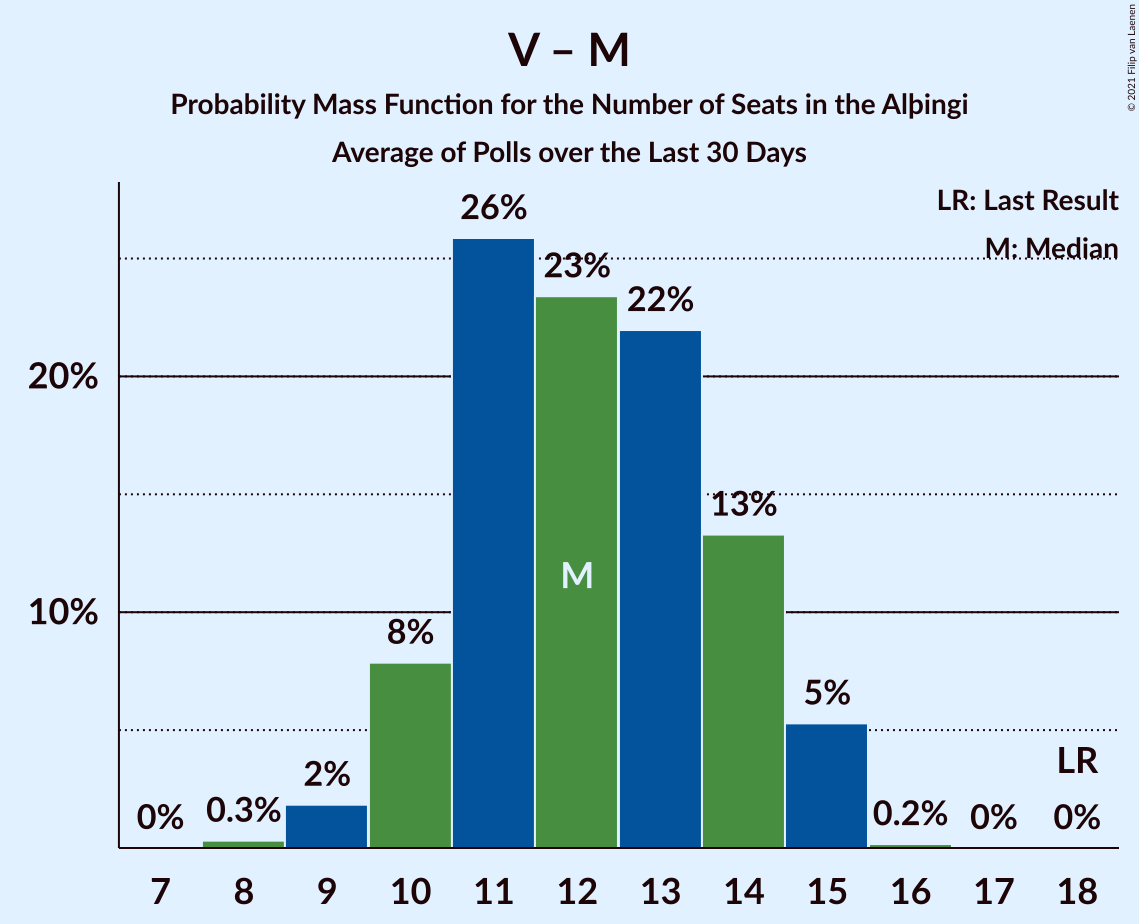 V – M
Probability Mass Function for the Number of Seats in the Alþingi
Average of Polls over the Last 30 Days
© 2021 Filip van Laenen
LR: Last Result
M: Median
20%
10%
0%
0.3%
2%
8%
26%
23%
22%
13%
5%
0.2%
0%
0%
LR
M
7 8 9 10 11 12 13 14 15 16 17 18